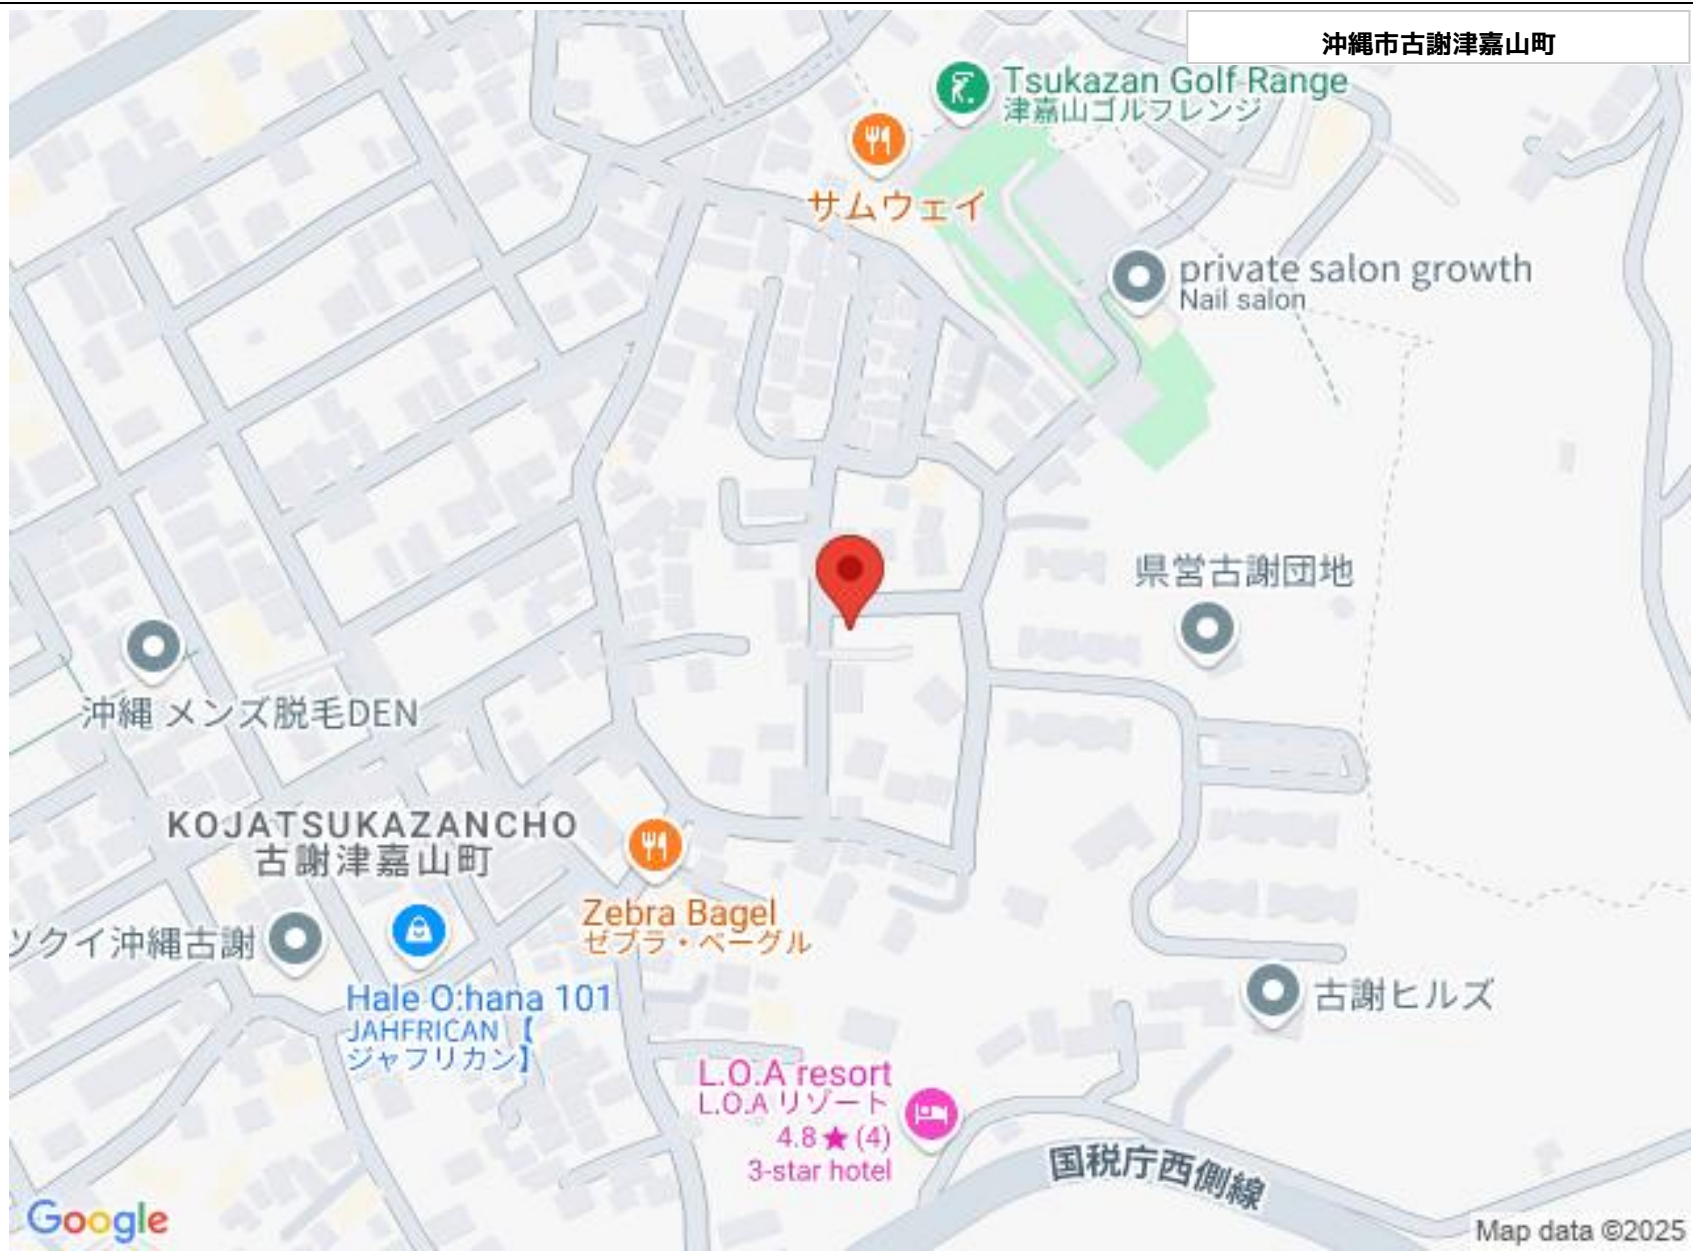 沖縄市古謝津嘉山町
Tsukazan Golf Range
津嘉山ゴルフレンジ
サムウェイ
private salon growth
Nail salon
県営古謝団地
沖縄 メンズ脱毛DEN
KOJATSUKAZANCHO
古謝津嘉山町
Zebra Bagel
ゼブラ・ベーグル
ツクイ沖縄古謝
Hale O:hana 101
JAHFRICAN【
ジャフリカン】
古謝ヒルズ
L.O.A resort
L.O.A リゾート
4.8★(4)
3-star hotel
国税庁西側線
Google
Map data ©2025